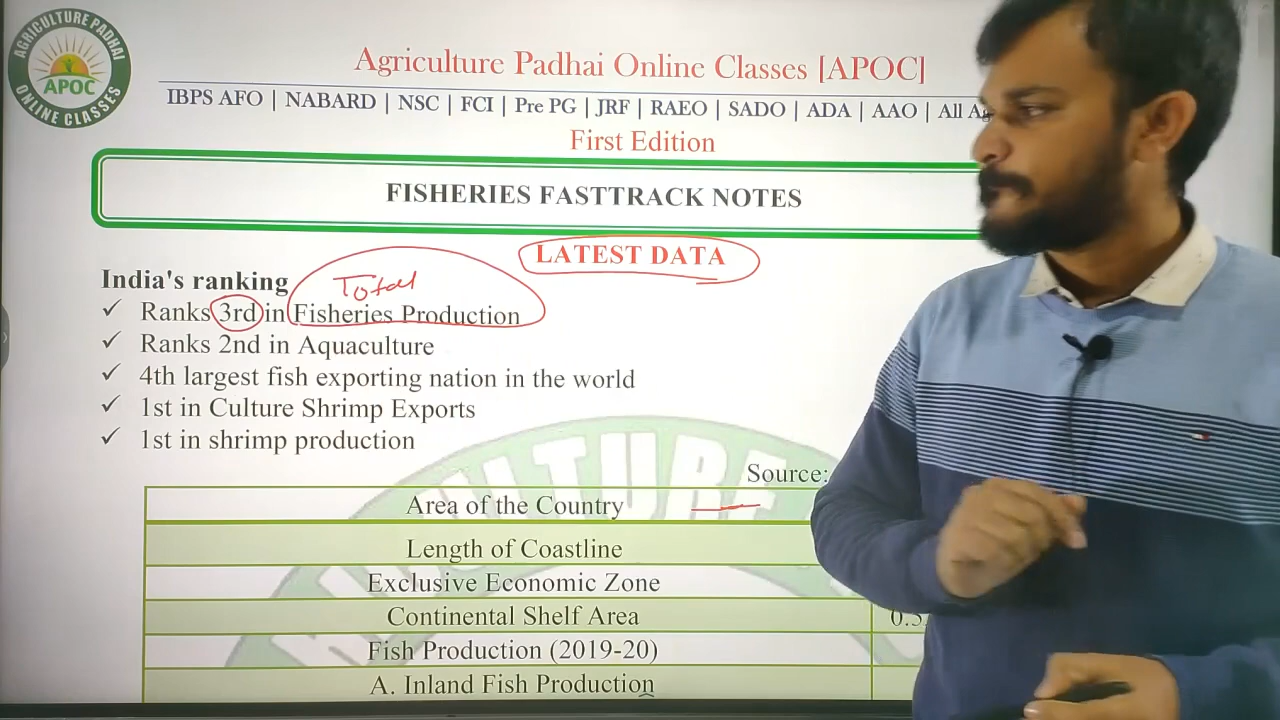 AGRICULTURE PADHAI
APOC
ONLINE CLASSES
Agriculture Padhai Online Classes [APOC]
IBPS AFO | NABARD | NSC | FCI | Pre PG | JRF | RAEO | SADO | ADA | AAO | All
First Edition
FISHERIES FASTTRACK NOTES
LATEST DATA
India's ranking
Total
✓ Ranks 3rd in Fisheries Production
✓ Ranks 2nd in Aquaculture
✓ 4th largest fish exporting nation in the world
✓ 1st in Culture Shrimp Exports
✓ 1st in shrimp production
Source:
Area of the Country
Length of Coastline
Exclusive Economic Zone
Continental Shelf Area
Fish Production (2019-20)
A. Inland Fish Production